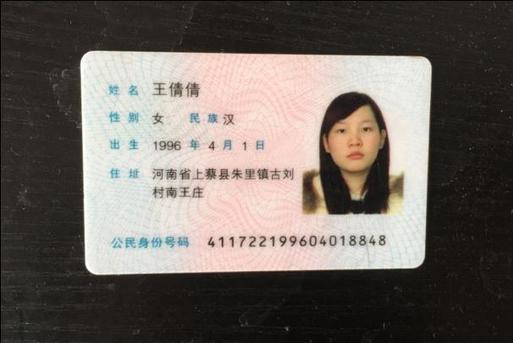 姓名 王倩倩
性别 女 民族 汉
出生 1996 年 4 月 1 日
住址 河南省上蔡县朱里镇古刘
村南王庄
公民身份号码 411722199604018848